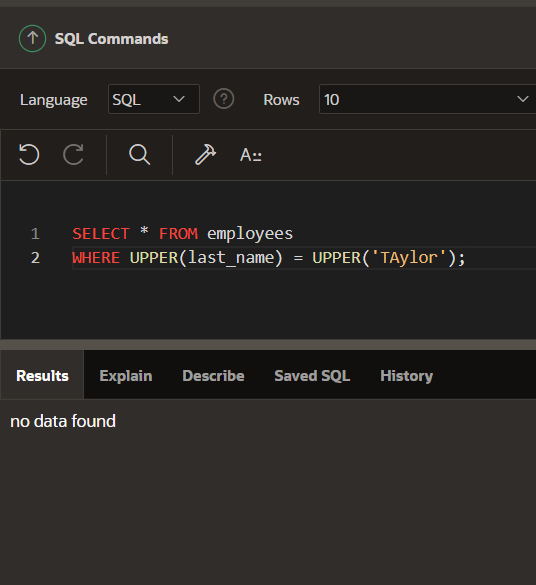 SQL Commands
Language SQL ? Rows 10
A::
1 SELECT * FROM employees
2 WHERE UPPER(last_name) = UPPER('TAylor');
Results Explain Describe Saved SQL History
no data found